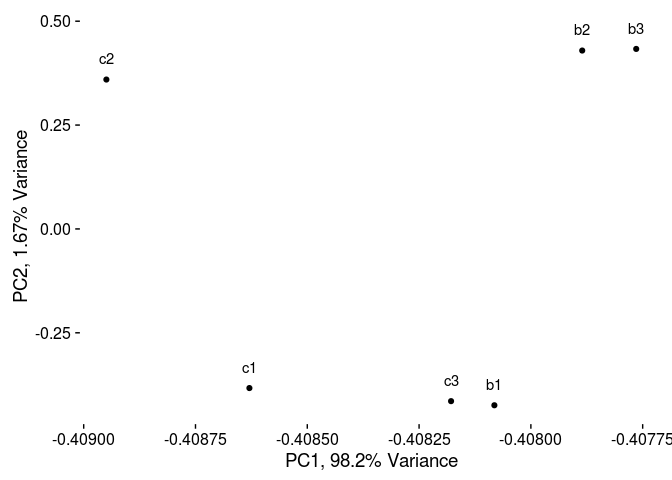 0.50
b2
b3
c2
0.25
0.00
-0.25
c1
c3
b1
-0.40900
-0.40875
-0.40850
-0.40825
-0.40800
-0.40775
PC1, 98.2% Variance
PC2, 1.67% Variance